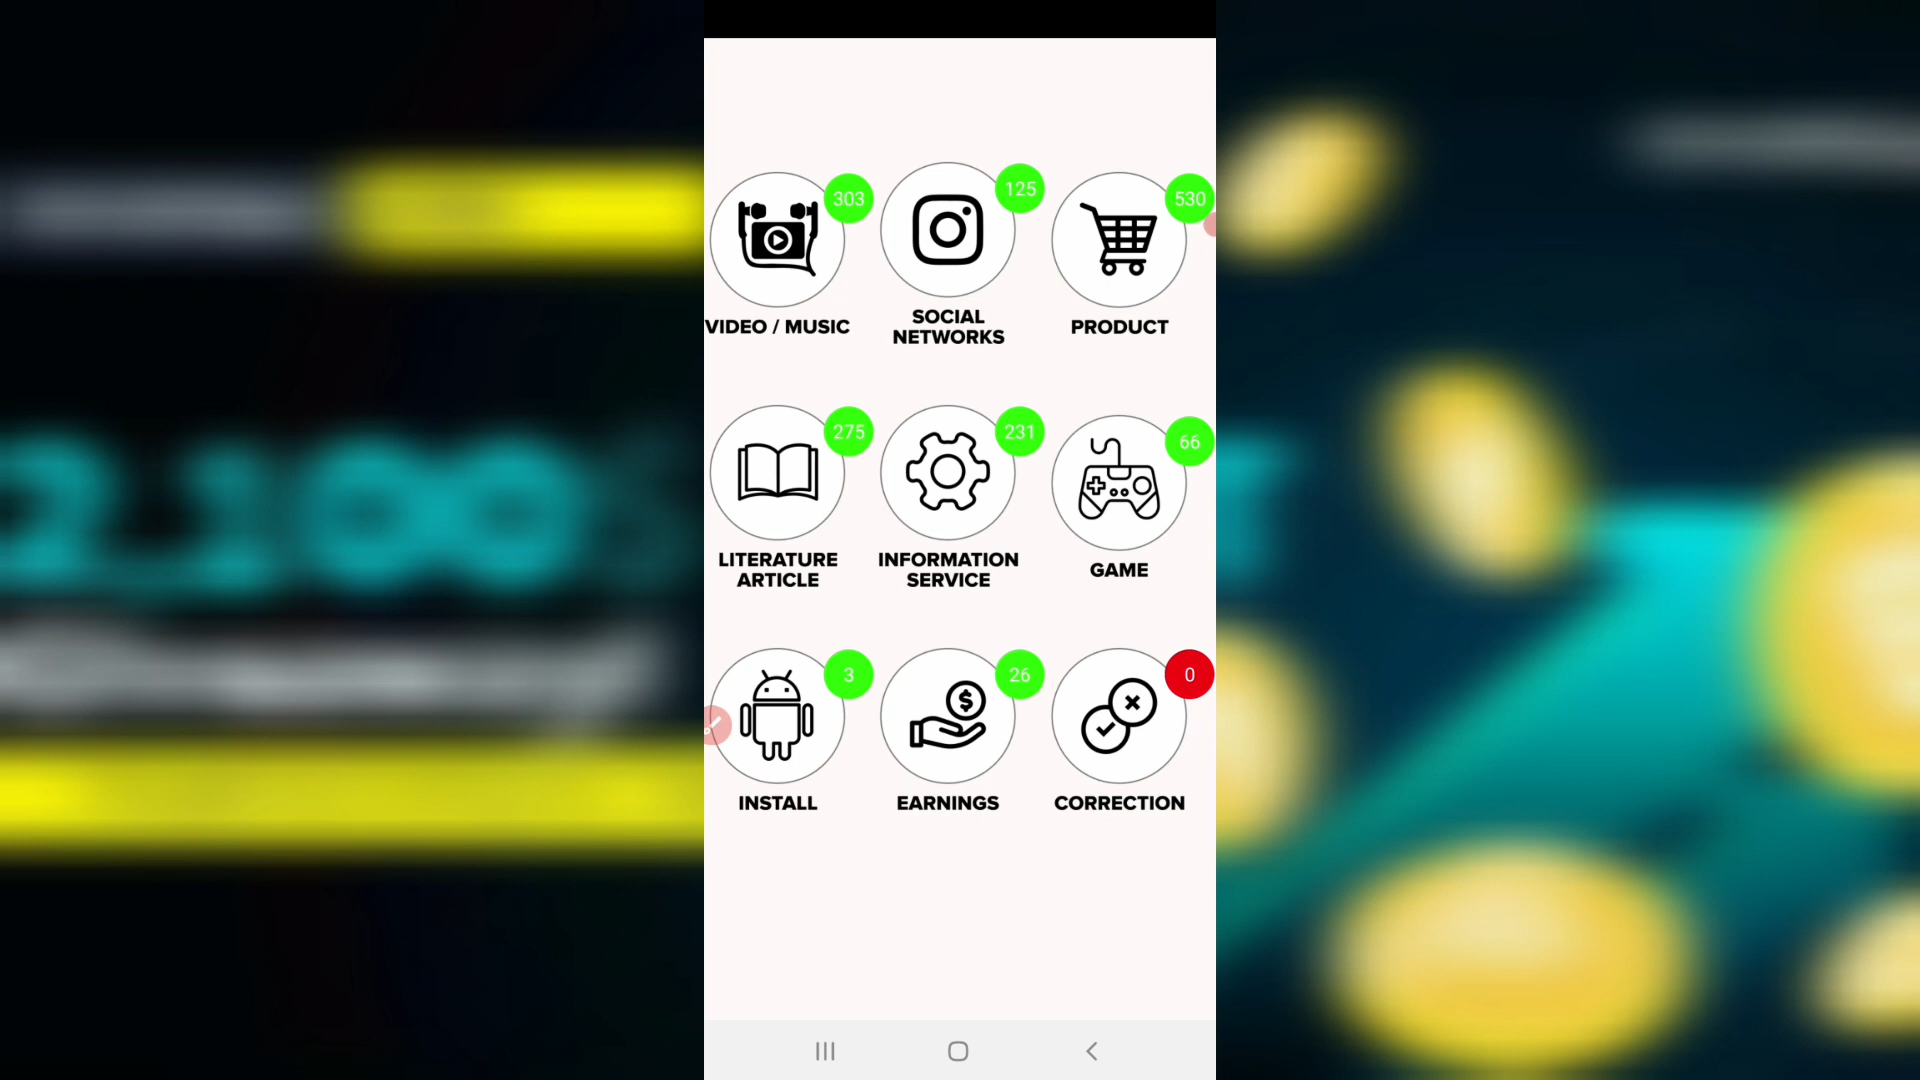 303
125
530
VIDEO / MUSIC
SOCIAL
NETWORKS
PRODUCT
275
231
66
LITERATURE
ARTICLE
INFORMATION
SERVICE
GAME
3
26
0
INSTALL
EARNINGS
CORRECTION